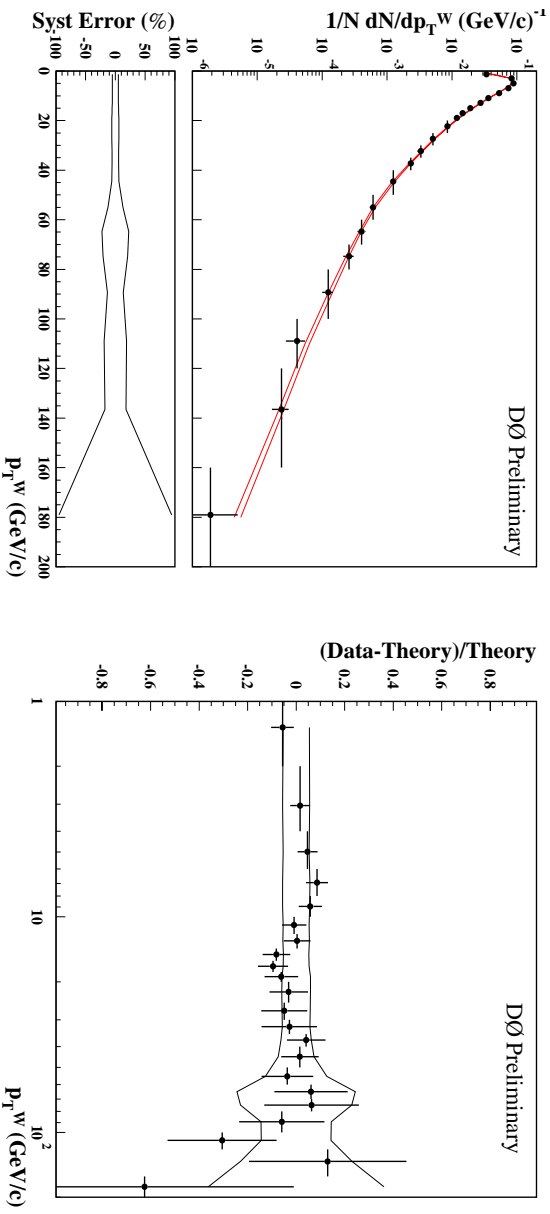 1/N dN/dp_T^W (GeV/c)^-1
10^-1
10^-2
10^-3
10^-4
10^-5
10^-6
DØ Preliminary
Syst Error (%)
100
50
0
-50
-100
0 20 40 60 80 100 120 140 160 180 200
p_T^W (GeV/c)
(Data-Theory)/Theory
0.8
0.6
0.4
0.2
0
-0.2
-0.4
-0.6
-0.8
DØ Preliminary
1 10 10^2
p_T^W (GeV/c)